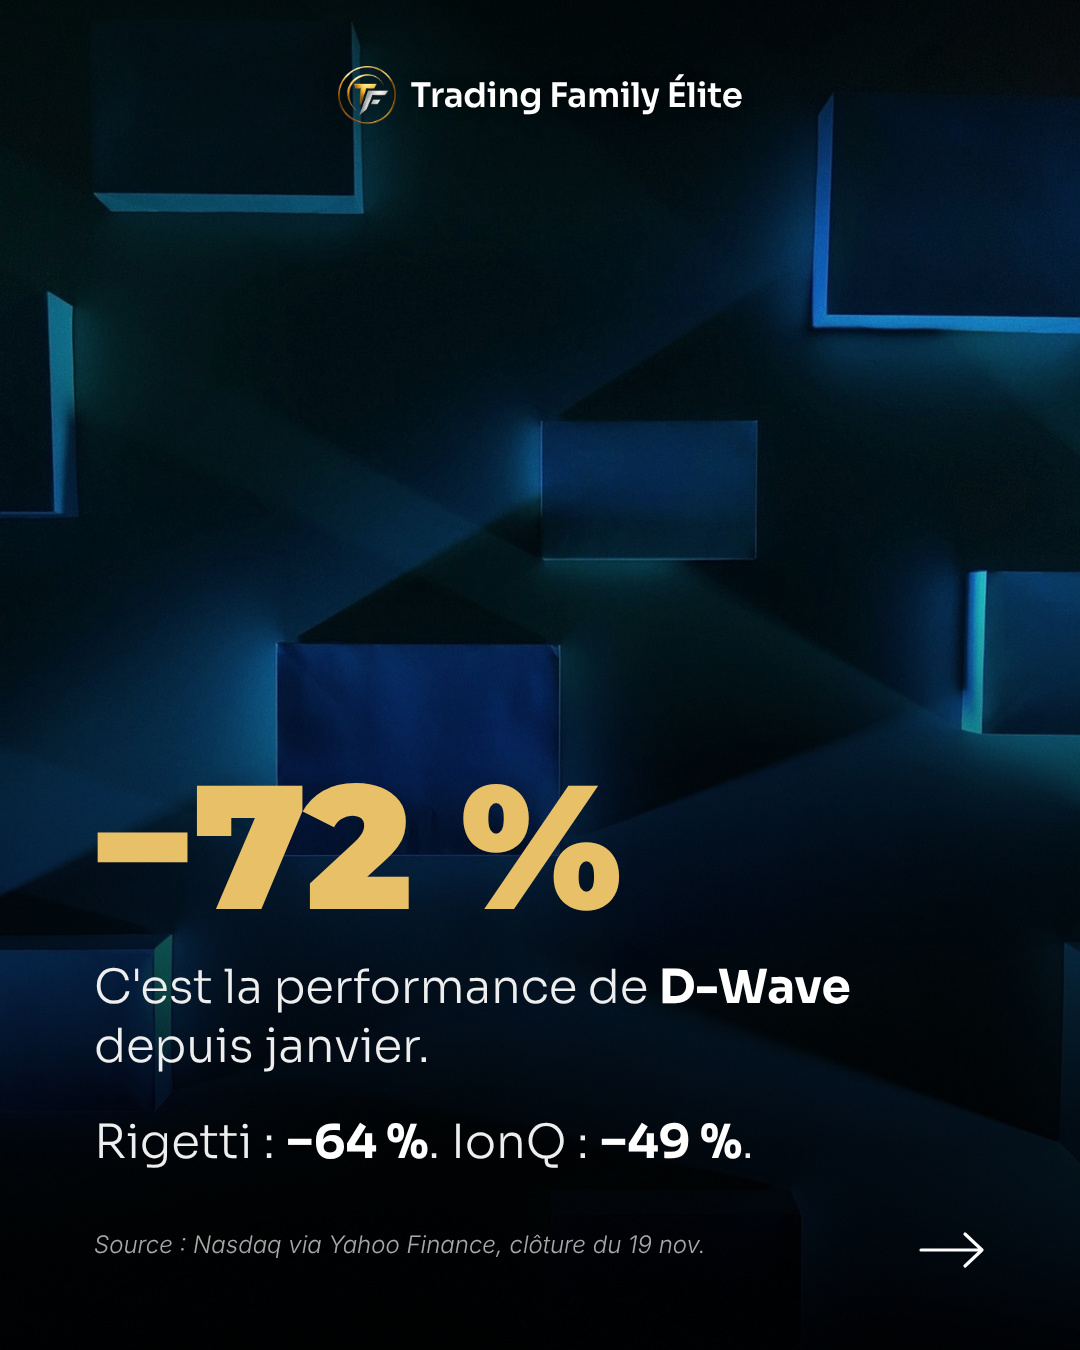 Trading Family Élite
–72 %
C'est la performance de D-Wave
depuis janvier.
Rigetti : –64 %. IonQ : –49 %.
Source : Nasdaq via Yahoo Finance, clôture du 19 nov.